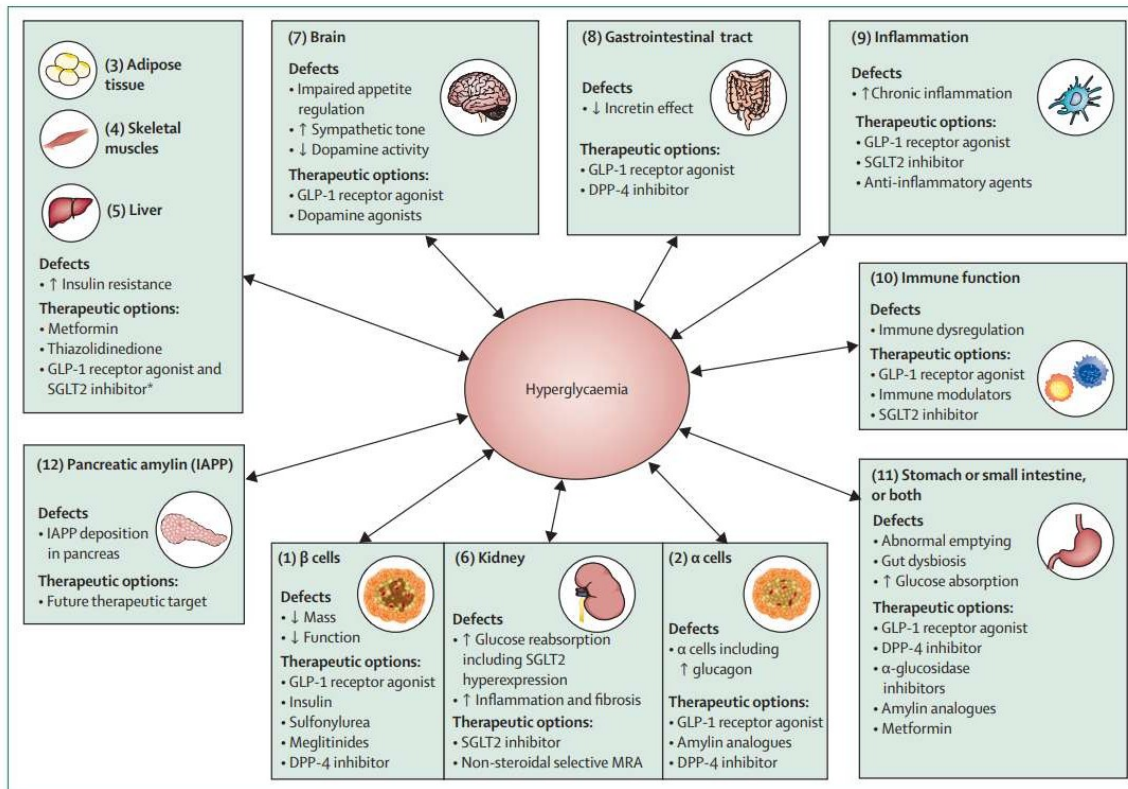 (3) Adipose
tissue
(4) Skeletal
muscles
(5) Liver
Defects
• ↑ Insulin resistance
Therapeutic options:
• Metformin
• Thiazolidinedione
• GLP-1 receptor agonist and
SGLT2 inhibitor*
(7) Brain
Defects
• Impaired appetite
regulation
• ↑ Sympathetic tone
• ↓ Dopamine activity
Therapeutic options:
• GLP-1 receptor agonist
• Dopamine agonists
(8) Gastrointestinal tract
Defects
• ↓ Incretin effect
Therapeutic options:
• GLP-1 receptor agonist
• DPP-4 inhibitor
(9) Inflammation
Defects
• ↑Chronic inflammation
Therapeutic options:
• GLP-1 receptor agonist
• SGLT2 inhibitor
• Anti-inflammatory agents
Hyperglycaemia
(10) Immune function
Defects
• Immune dysregulation
Therapeutic options:
• GLP-1 receptor agonist
• Immune modulators
• SGLT2 inhibitor
(12) Pancreatic amylin (IAPP)
Defects
• IAPP deposition
in pancreas
Therapeutic options:
• Future therapeutic target
(1) β cells
Defects
• ↓ Mass
• ↓ Function
Therapeutic options:
• GLP-1 receptor agonist
• Insulin
• Sulfonylurea
• Meglitinides
• DPP-4 inhibitor
(6) Kidney
Defects
• ↑ Glucose reabsorption
including SGLT2
hyperexpression
• ↑ Inflammation and fibrosis
Therapeutic options:
• SGLT2 inhibitor
• Non-steroidal selective MRA
(2) α cells
Defects
• α cells including
↑ glucagon
Therapeutic options:
• GLP-1 receptor agonist
• Amylin analogues
• DPP-4 inhibitor
(11) Stomach or small intestine,
or both
Defects
• Abnormal emptying
• Gut dysbiosis
• ↑ Glucose absorption
Therapeutic options:
• GLP-1 receptor agonist
• DPP-4 inhibitor
• α-glucosidase
inhibitors
• Amylin analogues
• Metformin